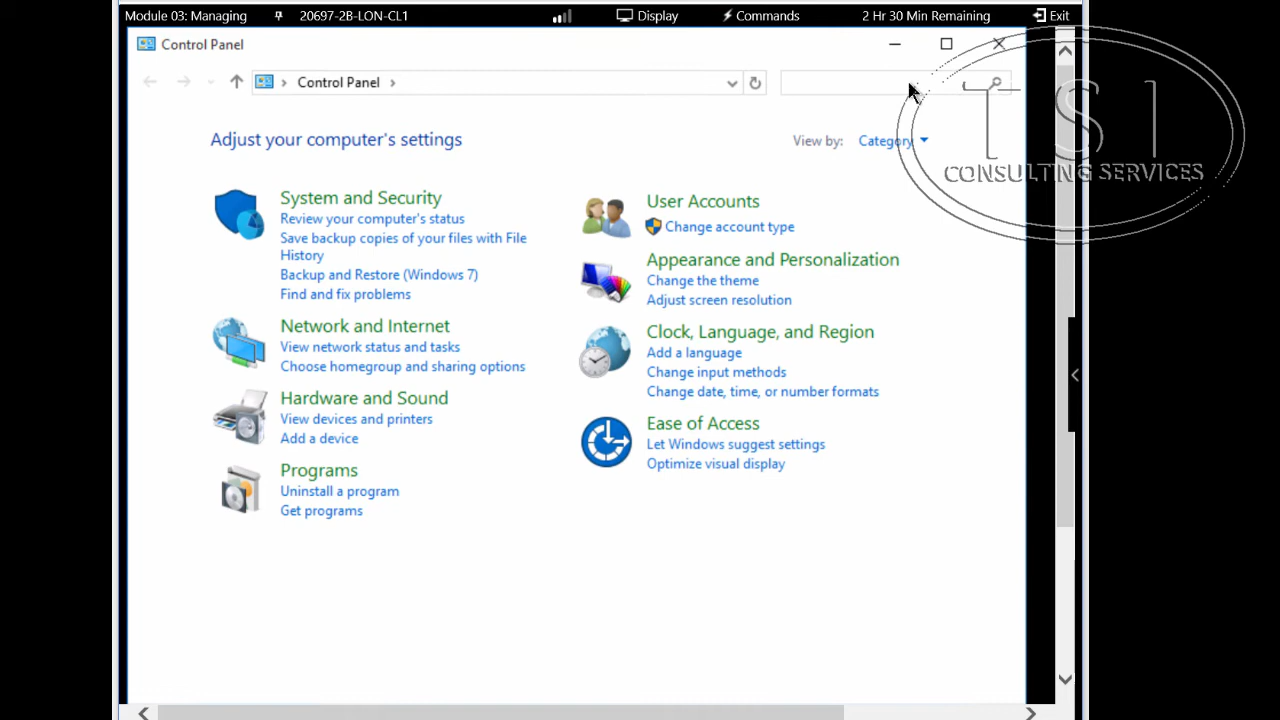 Module 03: Managing 20697-2B-LON-CL1 Display Commands 2 Hr 30 Min Remaining Exit
Control Panel
Control Panel
Adjust your computer's settings
View by: Category
System and Security
Review your computer's status
Save backup copies of your files with File
History
Backup and Restore (Windows 7)
Find and fix problems
Network and Internet
View network status and tasks
Choose homegroup and sharing options
Hardware and Sound
View devices and printers
Add a device
Programs
Uninstall a program
Get programs
User Accounts
Change account type
Appearance and Personalization
Change the theme
Adjust screen resolution
Clock, Language, and Region
Add a language
Change input methods
Change date, time, or number formats
Ease of Access
Let Windows suggest settings
Optimize visual display
TSI
CONSULTING SERVICES